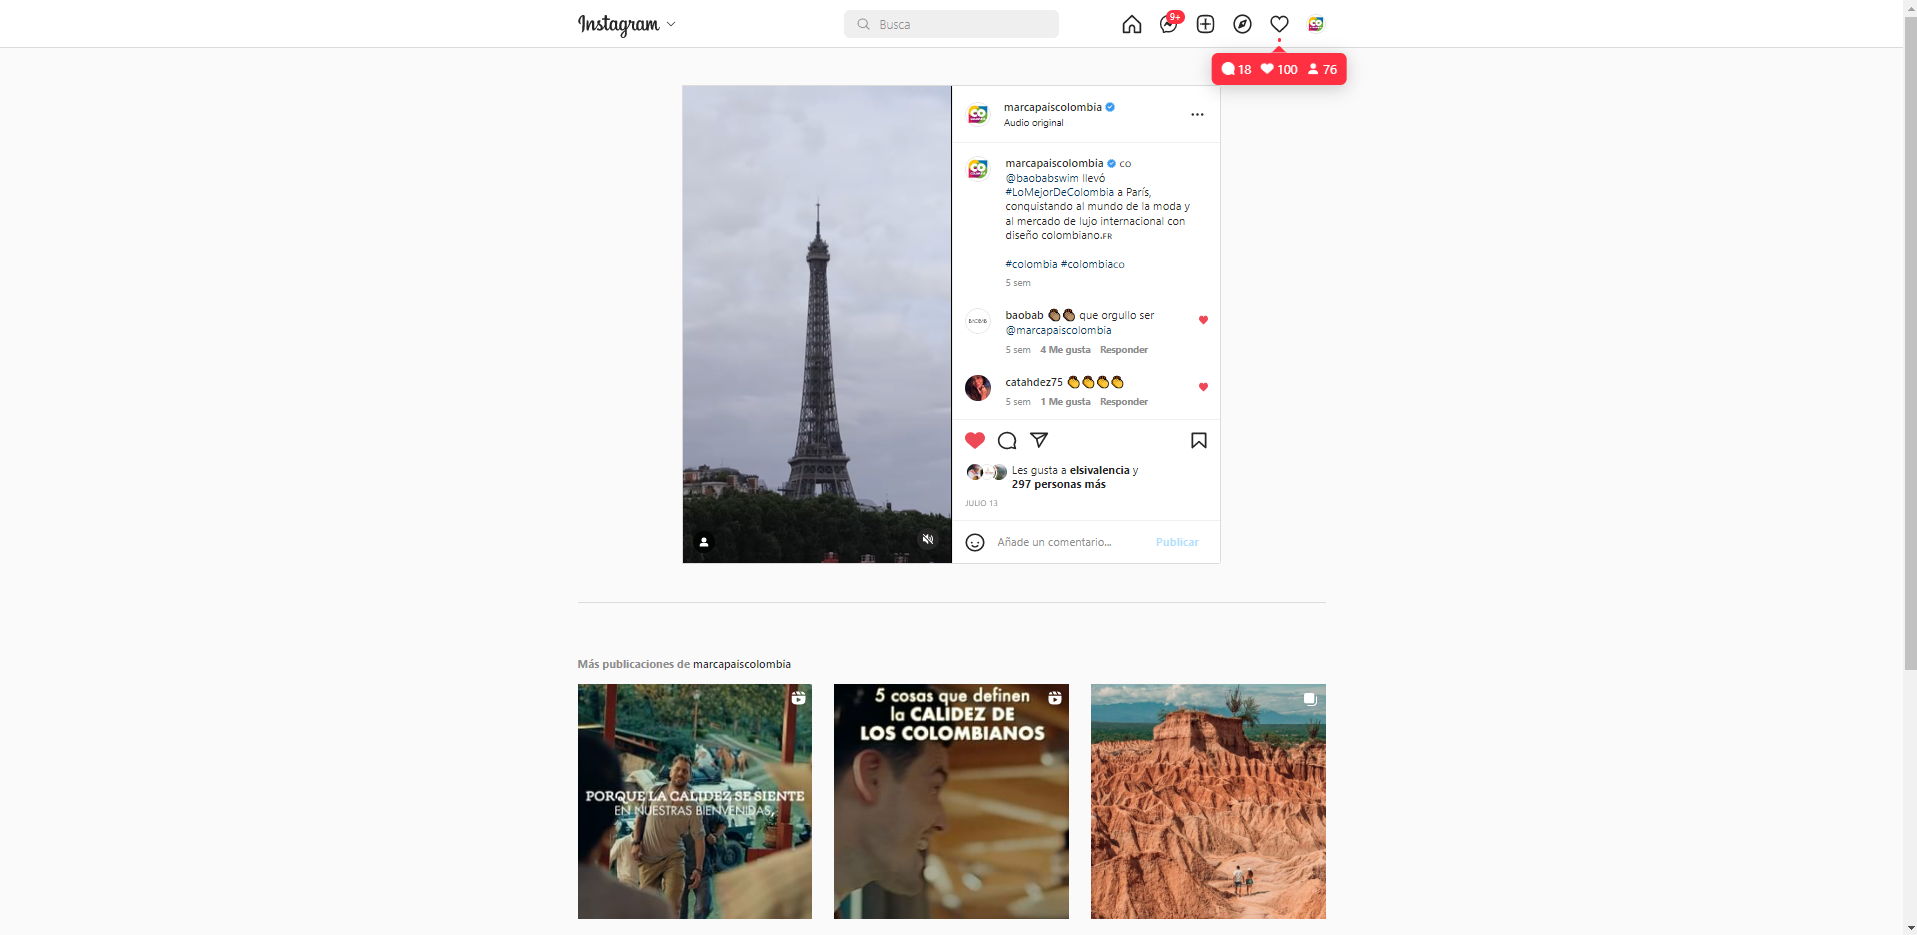 Instagram
Busca
9+
18 100 76
marcapaiscolombia
Audio original
marcapaiscolombia CO
@baobabswim llevó
#LoMejorDeColombia a París,
conquistando al mundo de la moda y
al mercado de lujo internacional con
diseño colombiano.FR
#colombia #colombiaco
5 sem
BAOBAB
baobab que orgullo ser
@marcapaiscolombia
5 sem 4 Me gusta Responder
catahdez75
5 sem 1 Me gusta Responder
Les gusta a elsivalencia y
297 personas más
JULIO 13
Añade un comentario...
Publicar
Más publicaciones de marcapaiscolombia
PORQUE LA CALIDEZ SE SIENTE
EN NUESTRAS BIENVENIDAS,
5 cosas que definen
la CALIDEZ DE
LOS COLOMBIANOS